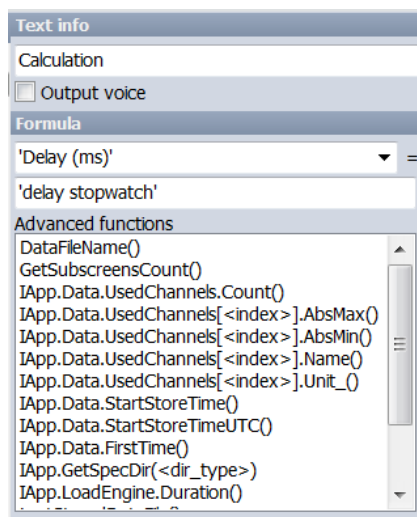 Text info
Calculation
Output voice
Formula
'Delay (ms)' =
'delay stopwatch'
Advanced functions
DataFileName()
GetSubscreensCount()
IApp.Data.UsedChannels.Count()
IApp.Data.UsedChannels[<index>].AbsMax()
IApp.Data.UsedChannels[<index>].AbsMin()
IApp.Data.UsedChannels[<index>].Name()
IApp.Data.UsedChannels[<index>].Unit_()
IApp.Data.StartStoreTime()
IApp.Data.StartStoreTimeUTC()
IApp.Data.FirstTime()
IApp.GetSpecDir(<dir_type>)
IApp.LoadEngine.Duration()